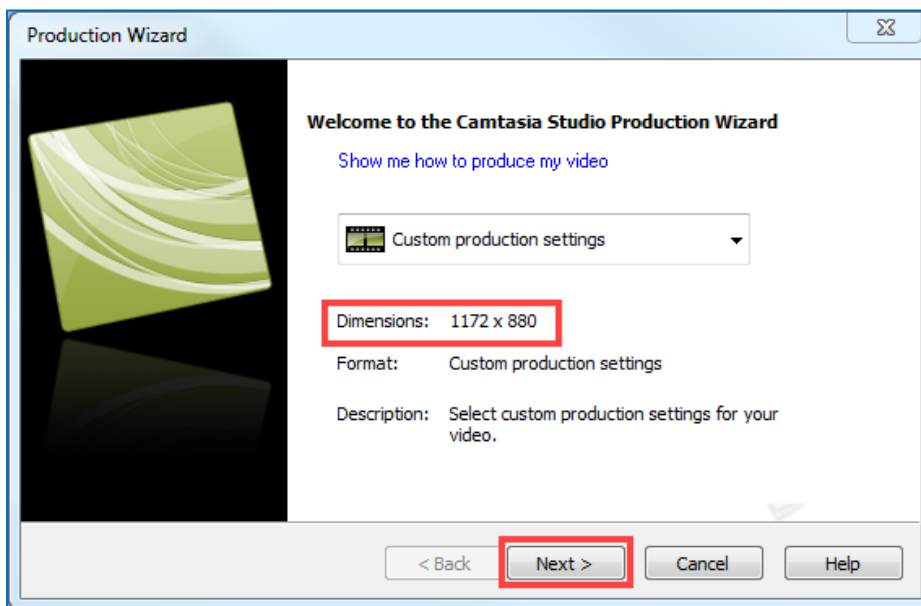 Production Wizard
Welcome to the Camtasia Studio Production Wizard
Show me how to produce my video
Custom production settings
Dimensions: 1172 x 880
Format: Custom production settings
Description: Select custom production settings for your
video.
< Back Next > Cancel Help